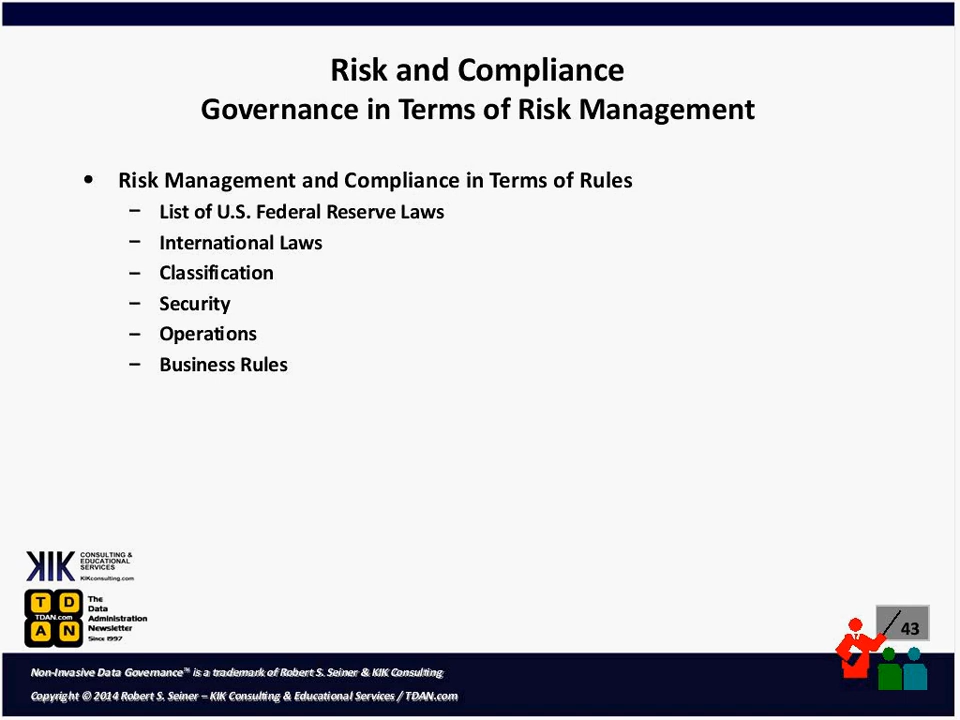 Risk and Compliance
Governance in Terms of Risk Management
• Risk Management and Compliance in Terms of Rules
– List of U.S. Federal Reserve Laws
– International Laws
– Classification
– Security
– Operations
– Business Rules
KIK CONSULTING &
EDUCATIONAL
SERVICES
KIKconsulting.com
T D
TDAN.com
A N
The
Data
Administration
Newsletter
Since 1997
43
Non-Invasive Data Governance™ is a trademark of Robert S. Seiner & KIK Consulting
Copyright © 2014 Robert S. Seiner – KIK Consulting & Educational Services / TDAN.com